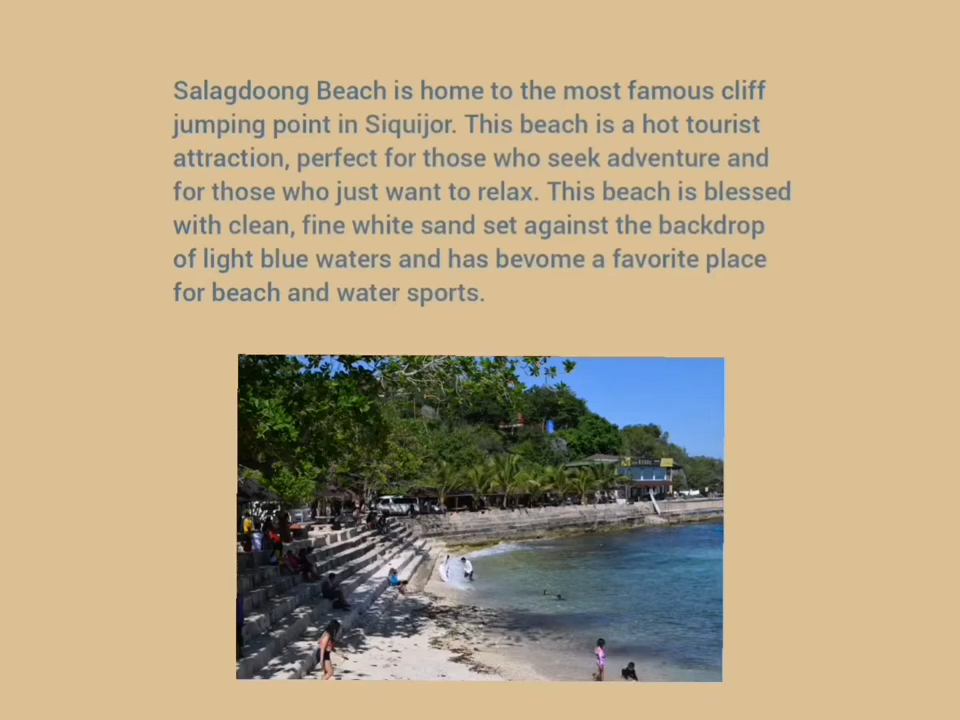 Salagdoong Beach is home to the most famous cliff
jumping point in Siquijor. This beach is a hot tourist
attraction, perfect for those who seek adventure and
for those who just want to relax. This beach is blessed
with clean, fine white sand set against the backdrop
of light blue waters and has bevome a favorite place
for beach and water sports.